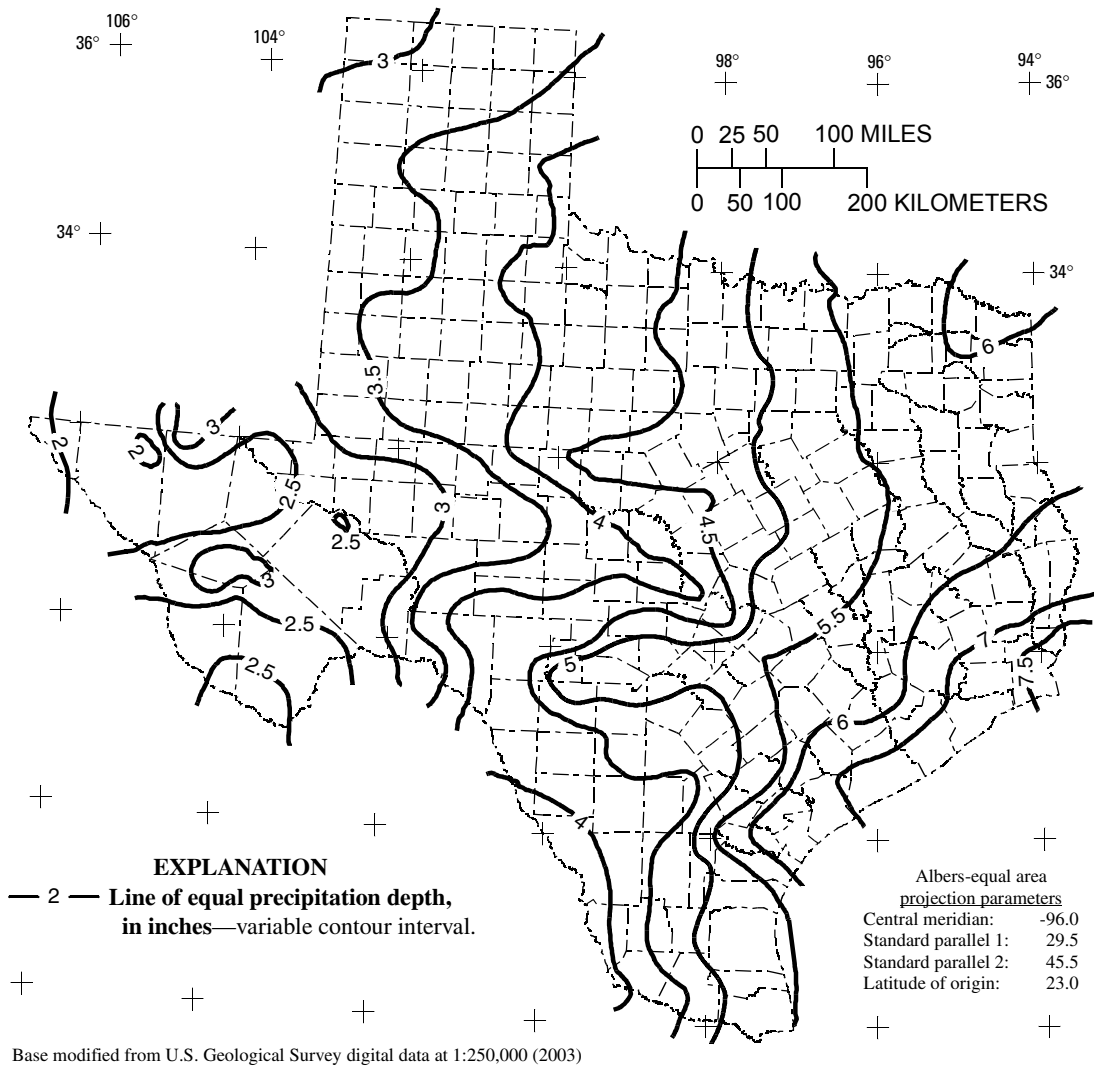 106°
36°
104°
98°
96°
94°
36°
3
0 25 50 100 MILES
0 50 100 200 KILOMETERS
34°
34°
6
3.5
2
3
2
2.5
3
4
4.5
2.5
3
2.5
5.5
7
5
2.5
7.5
6
4
EXPLANATION
2 Line of equal precipitation depth,
in inches—variable contour interval.
Albers-equal area
projection parameters
Central meridian: -96.0
Standard parallel 1: 29.5
Standard parallel 2: 45.5
Latitude of origin: 23.0
Base modified from U.S. Geological Survey digital data at 1:250,000 (2003)